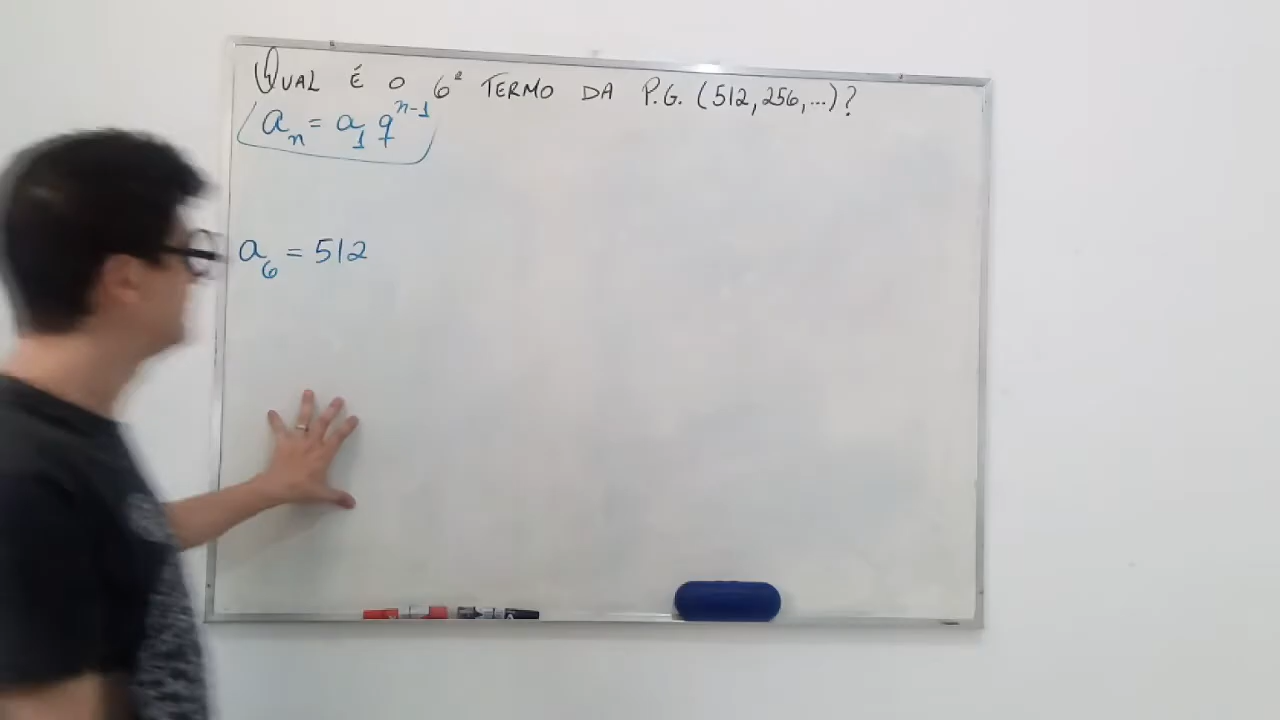 QUAL É O 6º TERMO DA P.G. (512, 256, ...)?
aₙ = a₁ qⁿ⁻¹
a₆ = 512